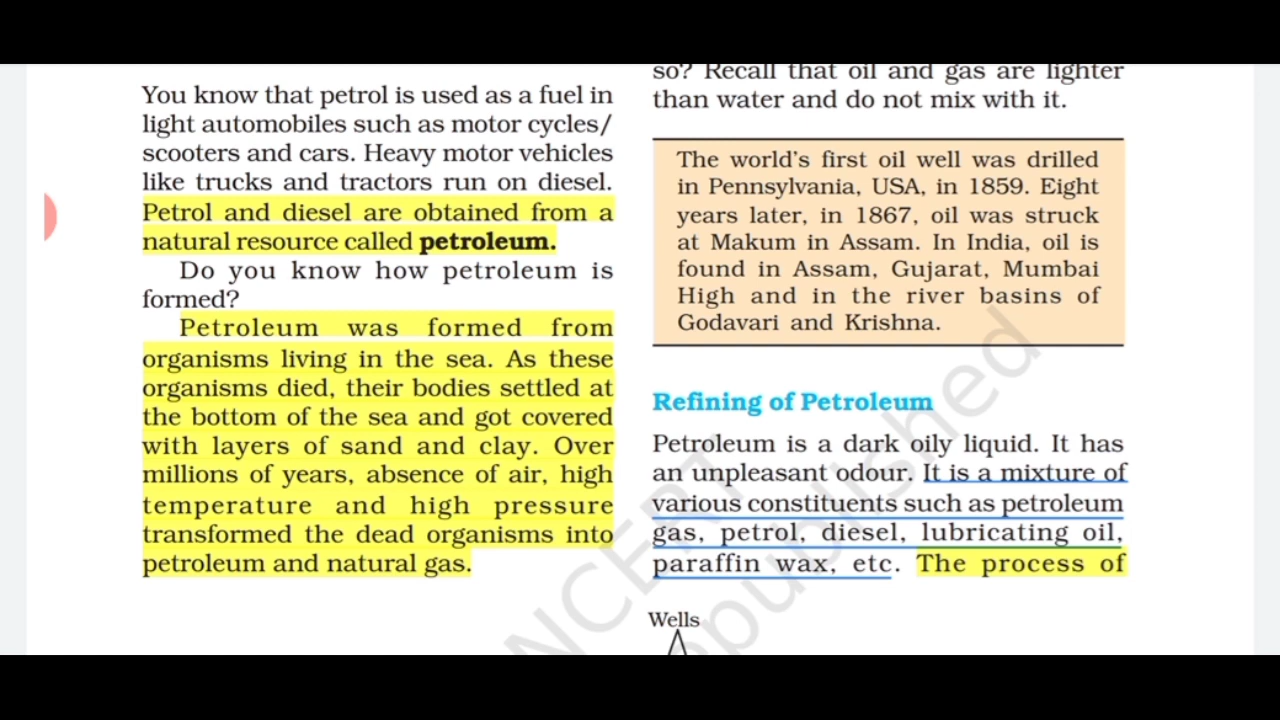 You know that petrol is used as a fuel in
light automobiles such as motor cycles/
scooters and cars. Heavy motor vehicles
like trucks and tractors run on diesel.
Petrol and diesel are obtained from a
natural resource called petroleum.
Do you know how petroleum is
formed?
Petroleum was formed from
organisms living in the sea. As these
organisms died, their bodies settled at
the bottom of the sea and got covered
with layers of sand and clay. Over
millions of years, absence of air, high
temperature and high pressure
transformed the dead organisms into
petroleum and natural gas.
so? Recall that oil and gas are lighter
than water and do not mix with it.
The world's first oil well was drilled
in Pennsylvania, USA, in 1859. Eight
years later, in 1867, oil was struck
at Makum in Assam. In India, oil is
found in Assam, Gujarat, Mumbai
High and in the river basins of
Godavari and Krishna.
Refining of Petroleum
Petroleum is a dark oily liquid. It has
an unpleasant odour. It is a mixture of
various constituents such as petroleum
gas, petrol, diesel, lubricating oil,
paraffin wax, etc. The process of
Wells
NCERT
published